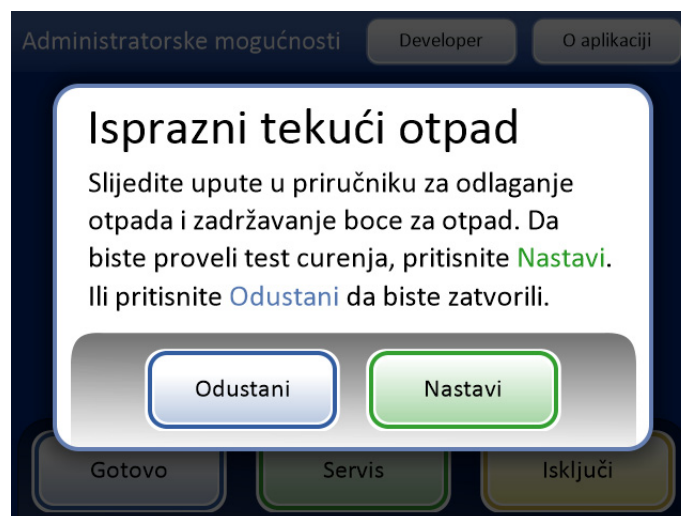 Administratorske mogućnosti
Developer
O aplikaciji
Isprazni tekući otpad
Slijedite upute u priručniku za odlaganje
otpada i zadržavanje boce za otpad. Da
biste proveli test curenja, pritisnite Nastavi.
Ili pritisnite Odustani da biste zatvorili.
Odustani
Nastavi
Gotovo
Servis
Isključi